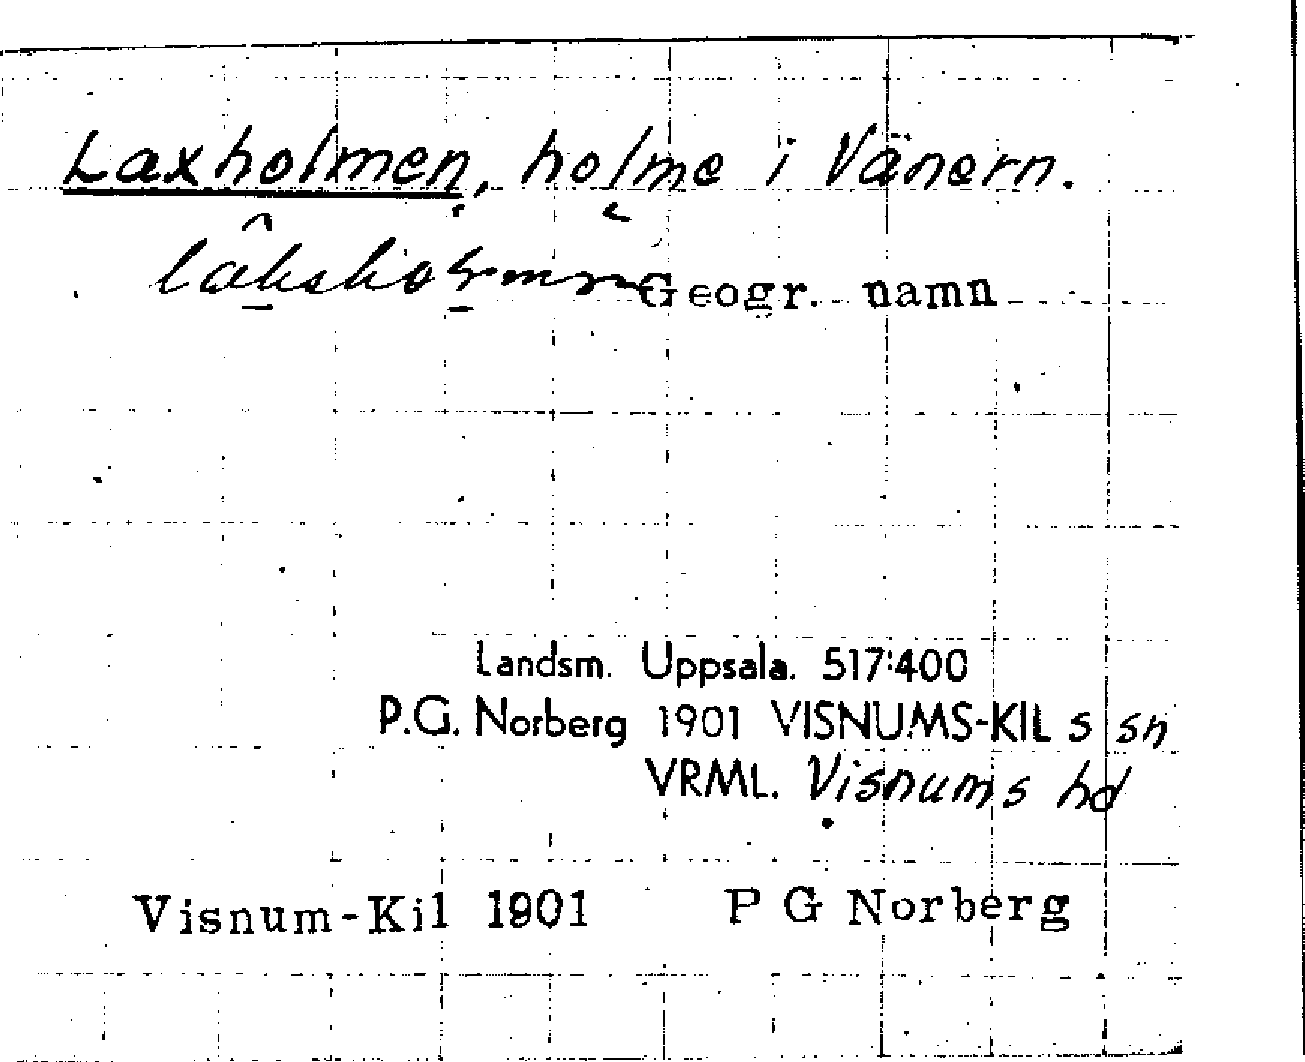 Laxholmen, holme i Vänern.
Geogr. namn
Landsm. Uppsala. 517:400
P.G. Norberg 1901 VISNUMS-KIL s sn
VRML. Visnums hd
Visnum-Kil 1901 P G Norberg